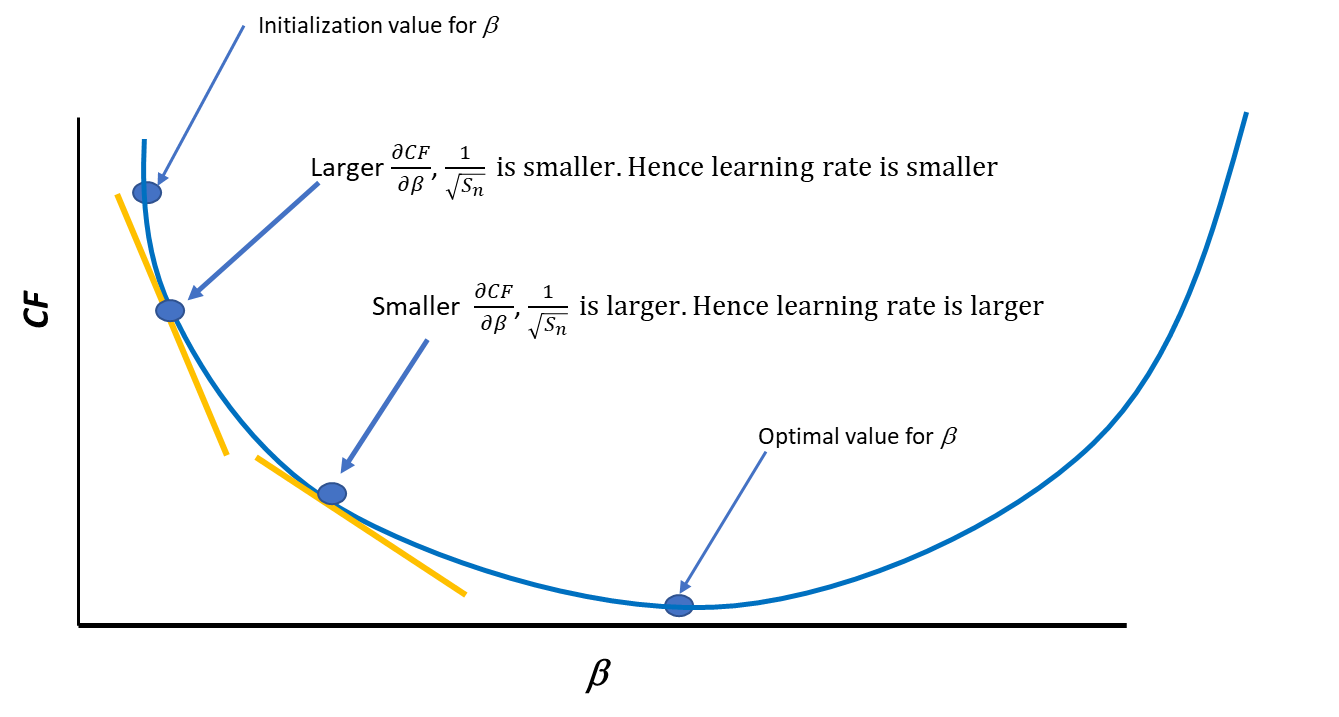 Initialization value for β
Larger ∂CF/∂β, 1/√Sₙ is smaller. Hence learning rate is smaller
Smaller ∂CF/∂β, 1/√Sₙ is larger. Hence learning rate is larger
CF
Optimal value for β
β